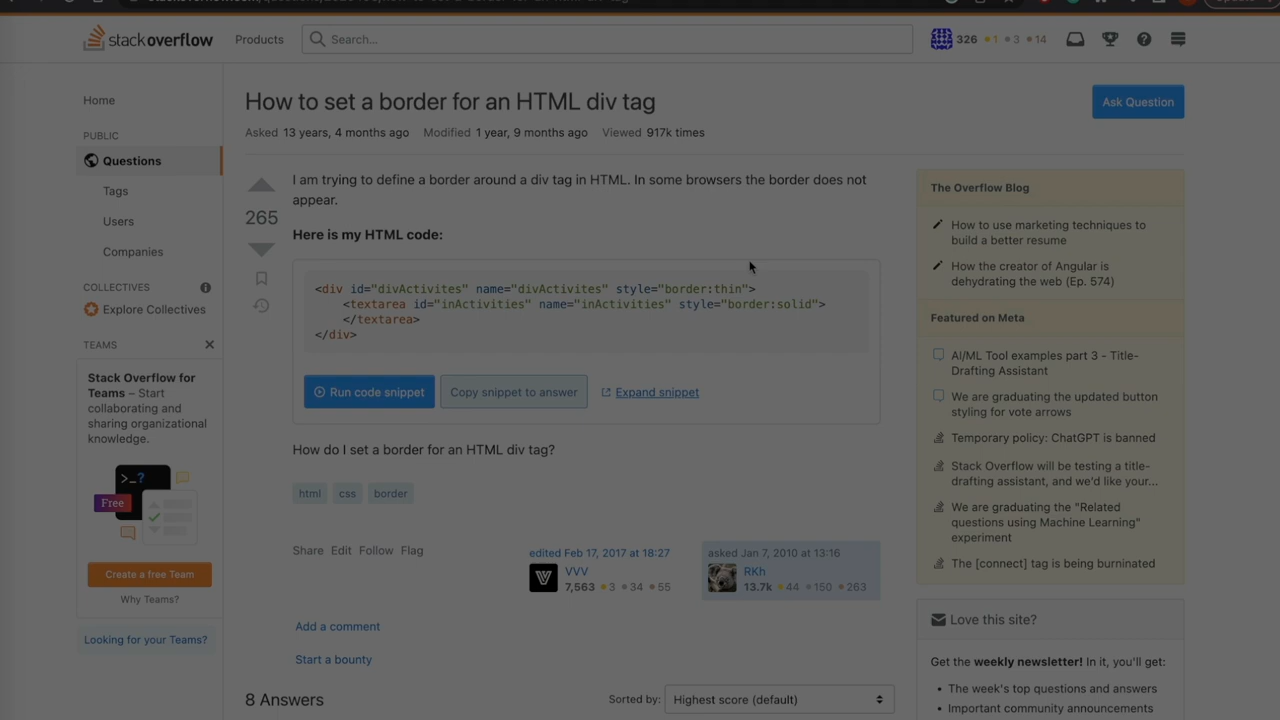 stackoverflow
Products
Search...
326 1 3 14
Home
PUBLIC
Questions
Tags
Users
Companies
COLLECTIVES
Explore Collectives
TEAMS
Stack Overflow for
Teams – Start
collaborating and
sharing organizational
knowledge.
>_?
Free
Create a free Team
Why Teams?
Looking for your Teams?
How to set a border for an HTML div tag
Ask Question
Asked 13 years, 4 months ago Modified 1 year, 9 months ago Viewed 917k times
265
I am trying to define a border around a div tag in HTML. In some browsers the border does not
appear.
Here is my HTML code:
<div id="divActivites" name="divActivites" style="border:thin">
<textarea id="inActivities" name="inActivities" style="border:solid">
</textarea>
</div>
Run code snippet
Copy snippet to answer
Expand snippet
How do I set a border for an HTML div tag?
html css border
Share Edit Follow Flag
edited Feb 17, 2017 at 18:27
VVV
7,563 3 34 55
asked Jan 7, 2010 at 13:16
RKh
13.7k 44 150 263
Add a comment
Start a bounty
8 Answers
Sorted by: Highest score (default)
The Overflow Blog
How to use marketing techniques to
build a better resume
How the creator of Angular is
dehydrating the web (Ep. 574)
Featured on Meta
AI/ML Tool examples part 3 - Title-
Drafting Assistant
We are graduating the updated button
styling for vote arrows
Temporary policy: ChatGPT is banned
Stack Overflow will be testing a title-
drafting assistant, and we'd like your...
We are graduating the "Related
questions using Machine Learning"
experiment
The [connect] tag is being burninated
Love this site?
Get the weekly newsletter! In it, you'll get:
• The week's top questions and answers
• Important community announcements